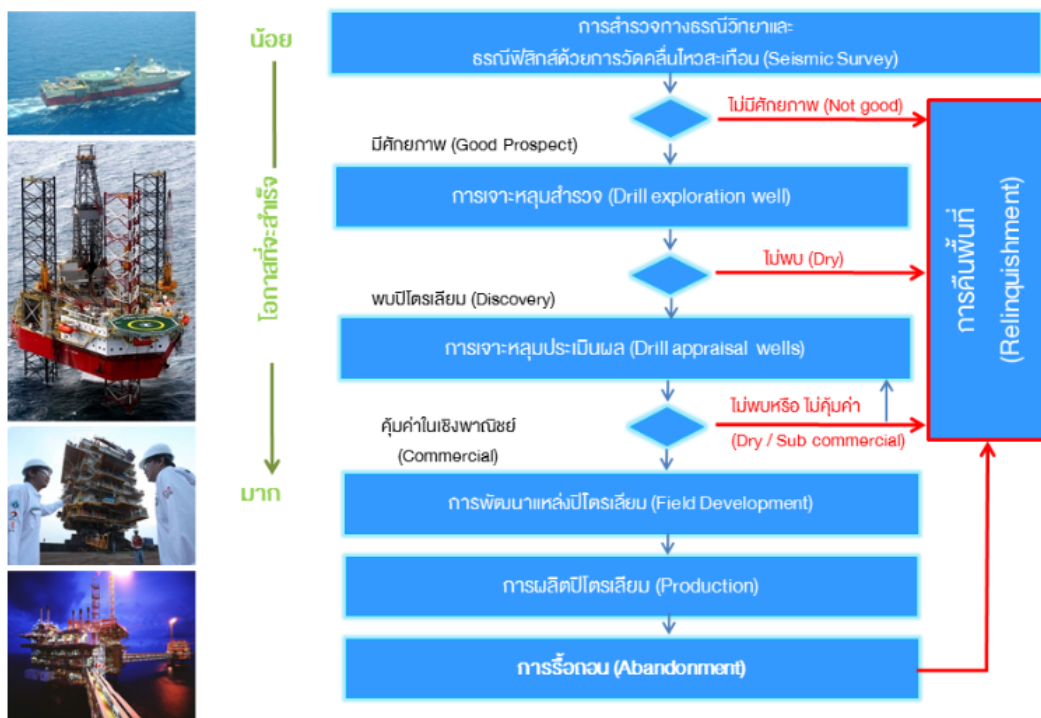 น้อย
โอกาสที่จะสำเร็จ
มาก
การสำรวจทางธรณีวิทยาและ
ธรณีฟิสิกส์ด้วยการวัดคลื่นไหวสะเทือน (Seismic Survey)
ไม่มีศักยภาพ (Not good)
มีศักยภาพ (Good Prospect)
การเจาะหลุมสำรวจ (Drill exploration well)
ไม่พบ (Dry)
พบปิโตรเลียม (Discovery)
การเจาะหลุมประเมินผล (Drill appraisal wells)
ไม่พบหรือ ไม่คุ้มค่า
(Dry / Sub commercial)
คุ้มค่าในเชิงพาณิชย์
(Commercial)
การพัฒนาแหล่งปิโตรเลียม (Field Development)
การผลิตปิโตรเลียม (Production)
การรื้อถอน (Abandonment)
การคืนพื้นที่
(Relinquishment)